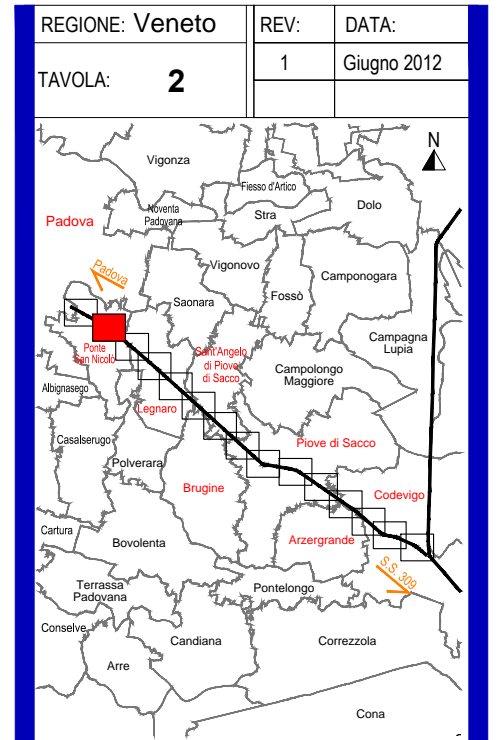 REGIONE: Veneto
REV:
DATA:
TAVOLA: 2
1
Giugno 2012
N
Vigonza
Fiesso d'Artico
Noventa
Padovana
Stra
Dolo
Padova
Padova
Vigonovo
Camponogara
Saonara
Fossò
Campagna
Lupia
Ponte
San Nicolò
Sant'Angelo
di Piove
di Sacco
Campolongo
Maggiore
Albignasego
Legnaro
Casalserugo
Piove di Sacco
Polverara
Brugine
Codevigo
Cartura
Bovolenta
Arzergrande
S.S. 309
Terrassa
Padovana
Pontelongo
Conselve
Candiana
Correzzola
Arre
Cona